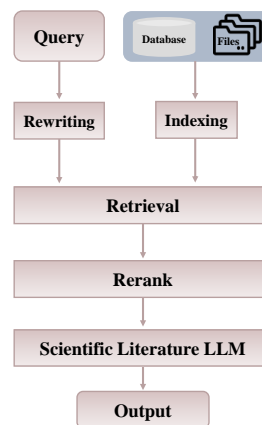 Query
Database
Files
Rewriting
Indexing
Retrieval
Rerank
Scientific Literature LLM
Output